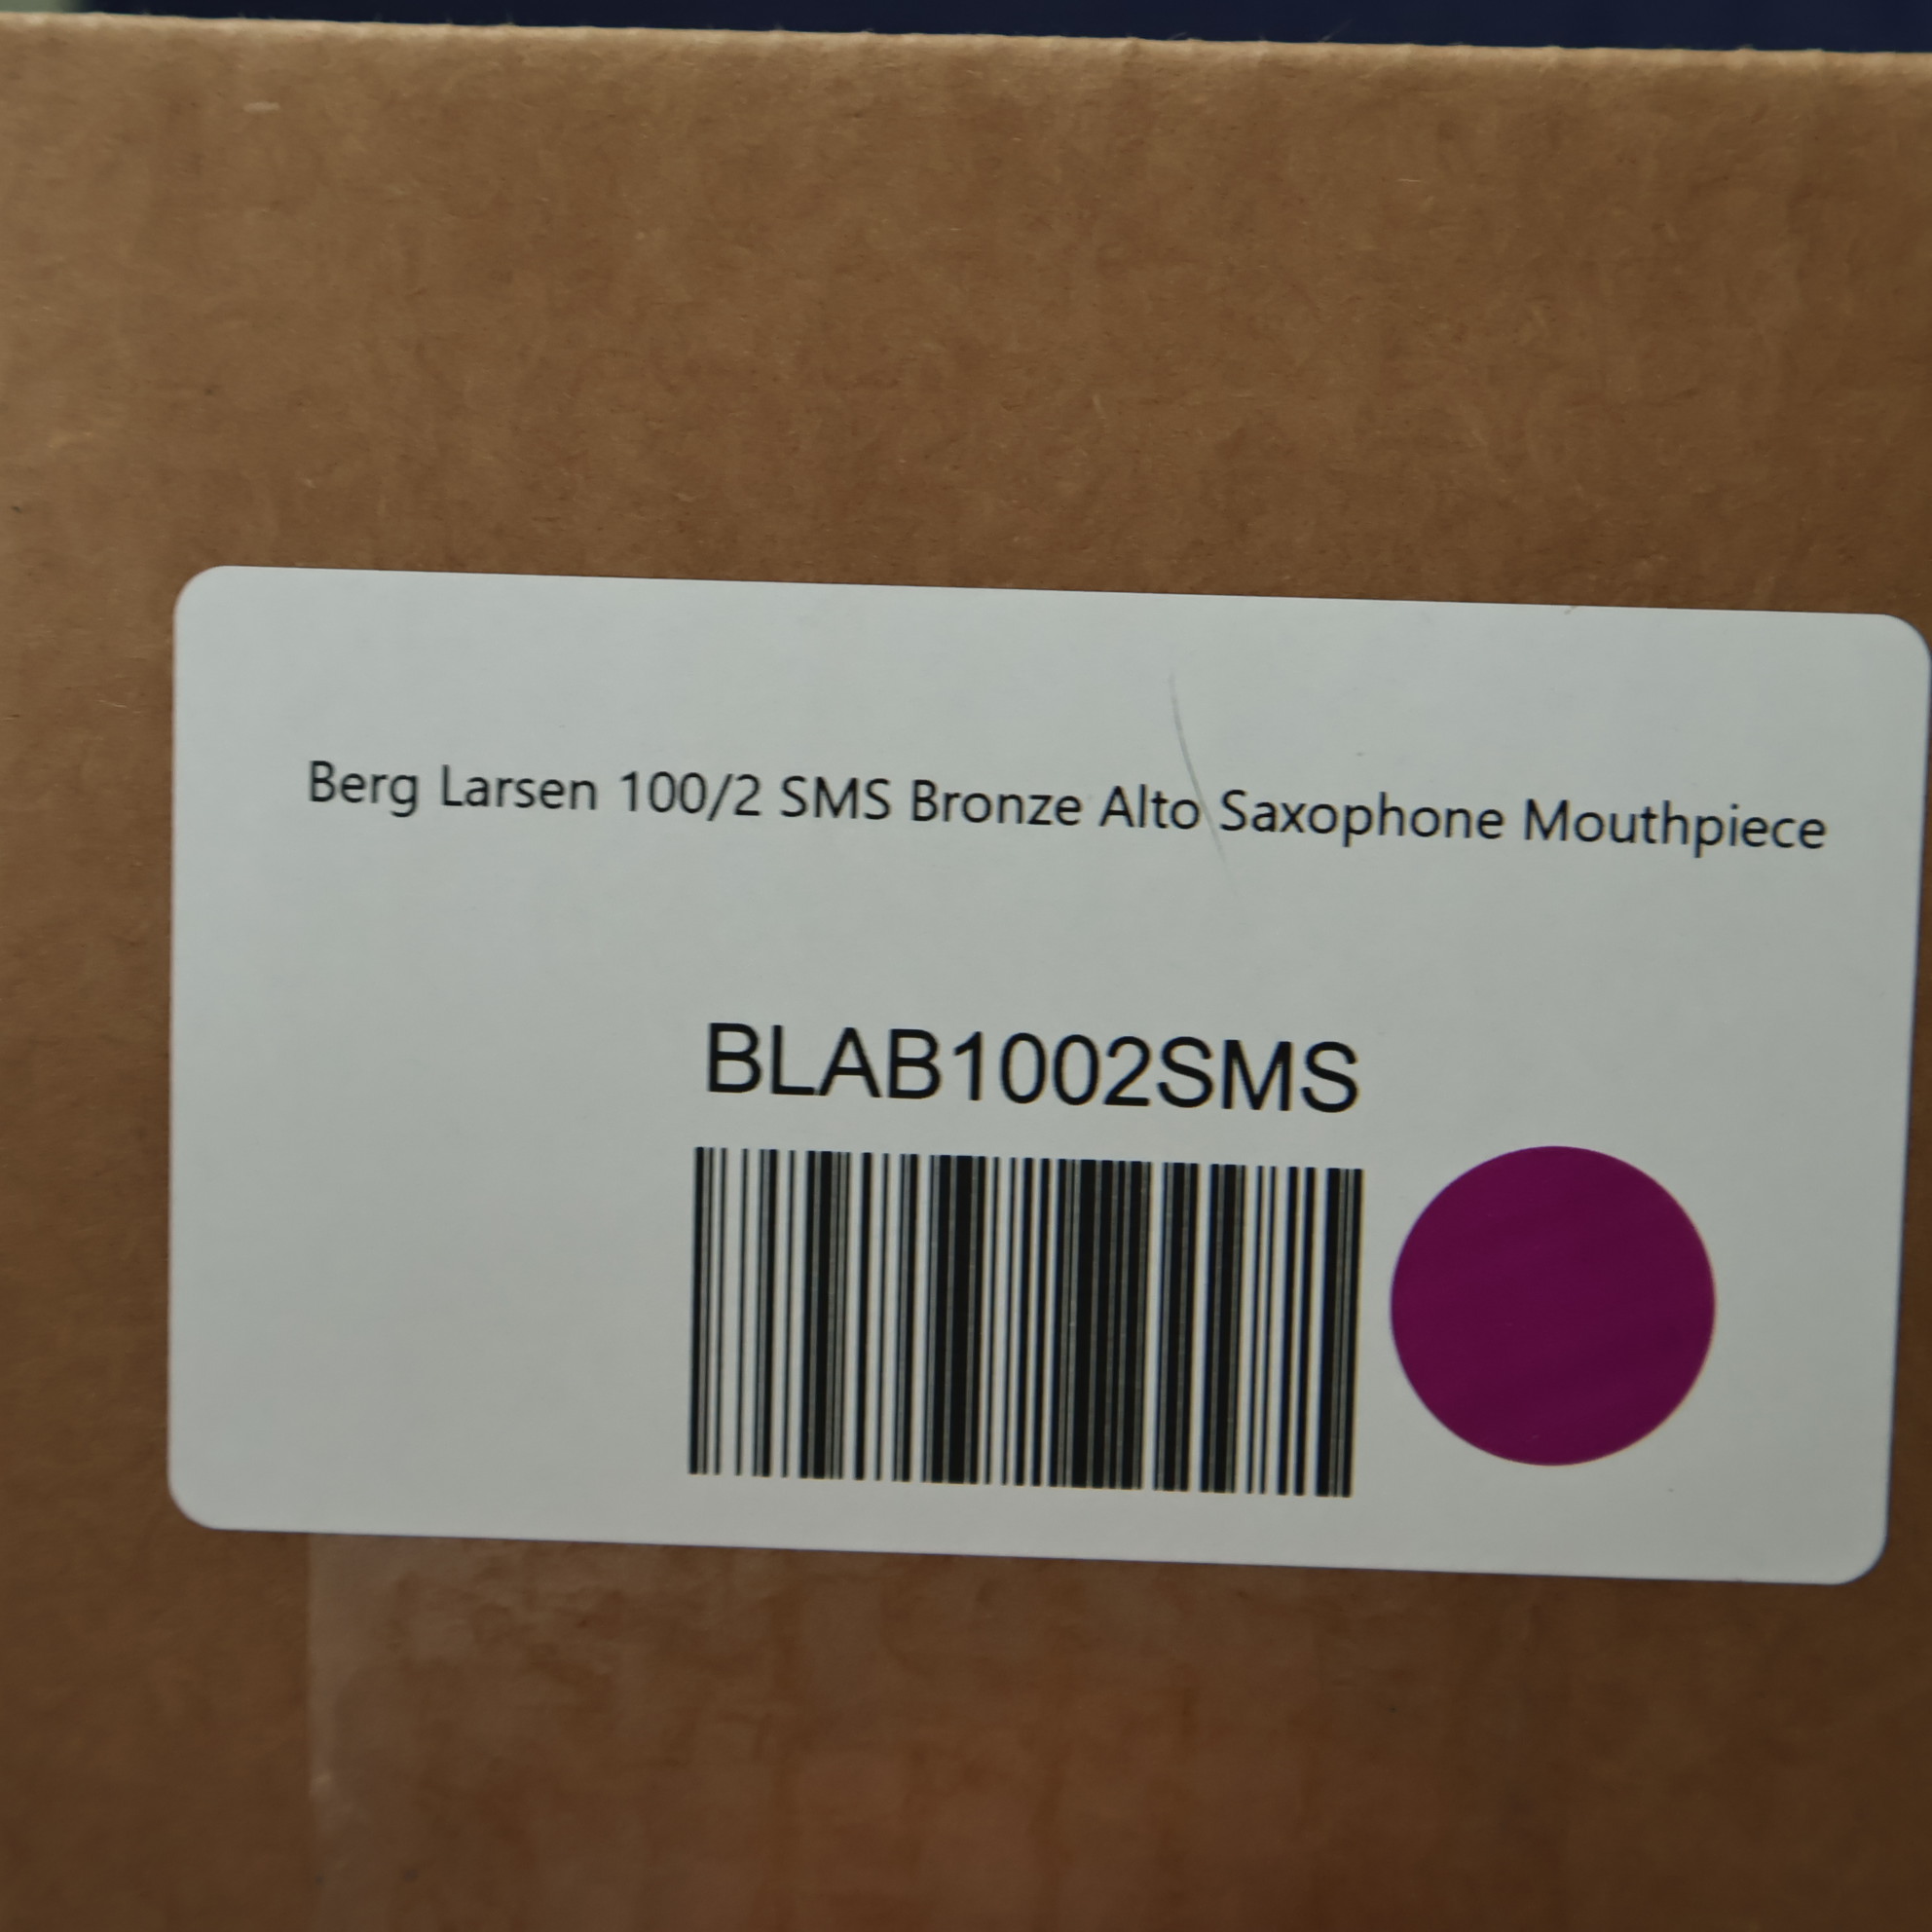 Berg Larsen 100/2 SMS Bronze Alto Saxophone Mouthpiece
BLAB1002SMS